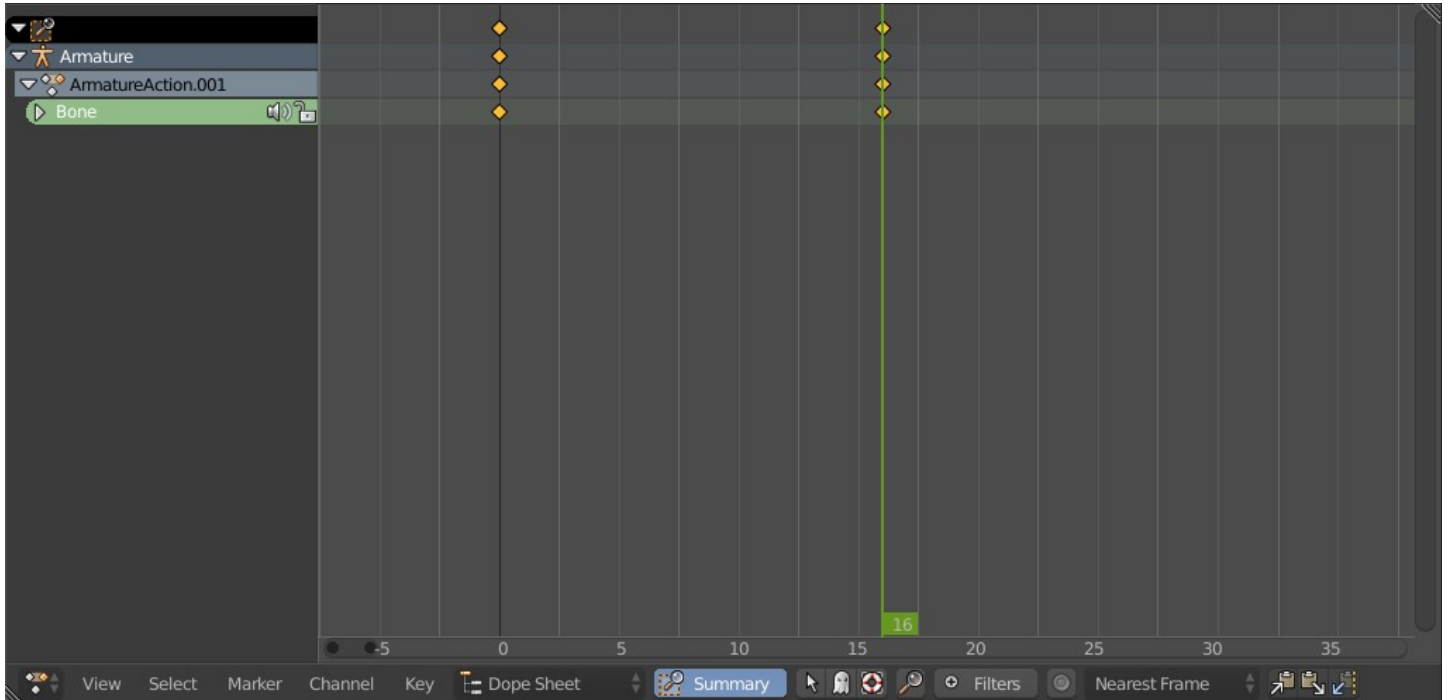 Armature
ArmatureAction.001
Bone
16
-5 0 5 10 15 20 25 30 35
View Select Marker Channel Key Dope Sheet Summary Filters Nearest Frame